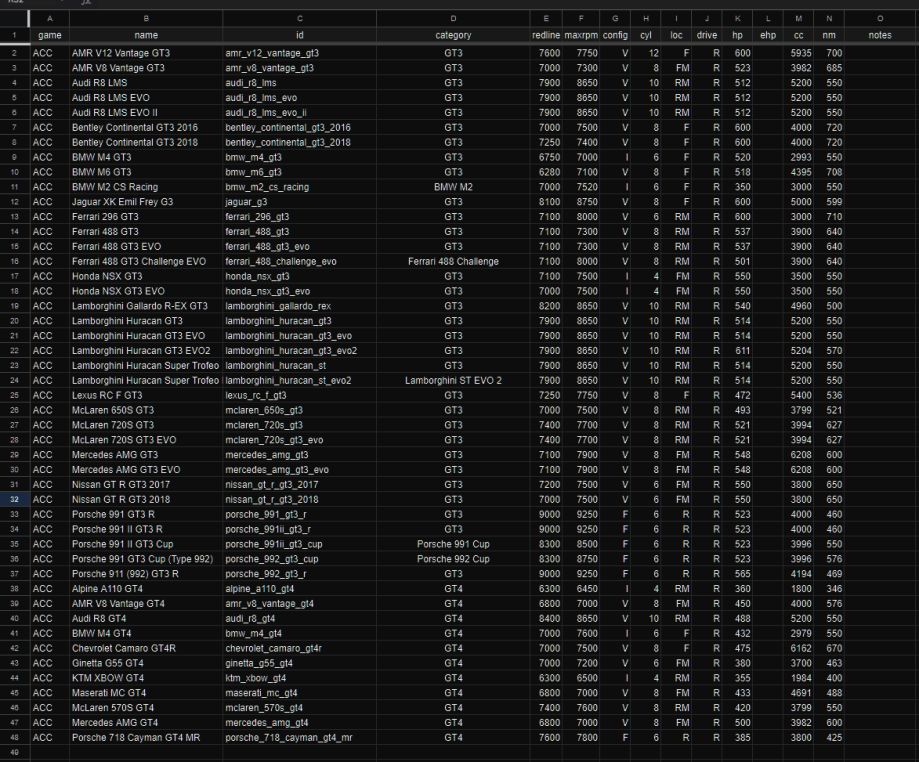 A B C D E F G H I J K L M N O
1 game name id category redline maxrpm config cyl loc drive hp ehp cc nm notes
2 ACC AMR V12 Vantage GT3 amr_v12_vantage_gt3 GT3 7600 7750 V 12 F R 600 5935 700
3 ACC AMR V8 Vantage GT3 amr_v8_vantage_gt3 GT3 7000 7300 V 8 FM R 523 3982 685
4 ACC Audi R8 LMS audi_r8_lms GT3 7900 8650 V 10 RM R 512 5200 550
5 ACC Audi R8 LMS EVO audi_r8_lms_evo GT3 7900 8650 V 10 RM R 512 5200 550
6 ACC Audi R8 LMS EVO II audi_r8_lms_evo_ii GT3 7900 8650 V 10 RM R 512 5200 550
7 ACC Bentley Continental GT3 2016 bentley_continental_gt3_2016 GT3 7000 7500 V 8 F R 600 4000 720
8 ACC Bentley Continental GT3 2018 bentley_continental_gt3_2018 GT3 7250 7400 V 8 F R 600 4000 720
9 ACC BMW M4 GT3 bmw_m4_gt3 GT3 6750 7000 I 6 F R 520 2993 550
10 ACC BMW M6 GT3 bmw_m6_gt3 GT3 6280 7100 V 8 F R 518 4395 708
11 ACC BMW M2 CS Racing bmw_m2_cs_racing BMW M2 7000 7520 I 6 F R 350 3000 550
12 ACC Jaguar XK Emil Frey G3 jaguar_g3 GT3 8100 8750 V 8 F R 600 5000 599
13 ACC Ferrari 296 GT3 ferrari_296_gt3 GT3 7100 8000 V 6 RM R 600 3000 710
14 ACC Ferrari 488 GT3 ferrari_488_gt3 GT3 7100 7300 V 8 RM R 537 3900 640
15 ACC Ferrari 488 GT3 EVO ferrari_488_gt3_evo GT3 7100 7300 V 8 RM R 537 3900 640
16 ACC Ferrari 488 GT3 Challenge EVO ferrari_488_challenge_evo Ferrari 488 Challenge 7100 8000 V 8 RM R 501 3900 640
17 ACC Honda NSX GT3 honda_nsx_gt3 GT3 7100 7500 I 4 FM R 550 3500 550
18 ACC Honda NSX GT3 EVO honda_nsx_gt3_evo GT3 7000 7500 I 4 FM R 550 3500 550
19 ACC Lamborghini Gallardo R-EX GT3 lamborghini_gallardo_rex GT3 8200 8650 V 10 RM R 540 4960 500
20 ACC Lamborghini Huracan GT3 lamborghini_huracan_gt3 GT3 7900 8650 V 10 RM R 514 5200 550
21 ACC Lamborghini Huracan GT3 EVO lamborghini_huracan_gt3_evo GT3 7900 8650 V 10 RM R 514 5200 550
22 ACC Lamborghini Huracan GT3 EVO2 lamborghini_huracan_gt3_evo2 GT3 7900 8650 V 10 RM R 611 5204 570
23 ACC Lamborghini Huracan Super Trofeo lamborghini_huracan_st GT3 7900 8650 V 10 RM R 514 5200 550
24 ACC Lamborghini Huracan Super Trofeo lamborghini_huracan_st_evo2 Lamborghini ST EVO 2 7900 8650 V 10 RM R 514 5200 550
25 ACC Lexus RC F GT3 lexus_rc_f_gt3 GT3 7250 7750 V 8 F R 472 5400 536
26 ACC McLaren 650S GT3 mclaren_650s_gt3 GT3 7000 7500 V 8 RM R 493 3799 521
27 ACC McLaren 720S GT3 mclaren_720s_gt3 GT3 7400 7700 V 8 RM R 521 3994 627
28 ACC McLaren 720S GT3 EVO mclaren_720s_gt3_evo GT3 7400 7700 V 8 RM R 521 3994 627
29 ACC Mercedes AMG GT3 mercedes_amg_gt3 GT3 7100 7900 V 8 FM R 548 6208 600
30 ACC Mercedes AMG GT3 EVO mercedes_amg_gt3_evo GT3 7100 7900 V 8 FM R 548 6208 600
31 ACC Nissan GT R GT3 2017 nissan_gt_r_gt3_2017 GT3 7200 7500 V 6 FM R 550 3800 650
32 ACC Nissan GT R GT3 2018 nissan_gt_r_gt3_2018 GT3 7000 7500 V 6 FM R 550 3800 650
33 ACC Porsche 991 GT3 R porsche_991_gt3_r GT3 9000 9250 F 6 R R 523 4000 460
34 ACC Porsche 991 II GT3 R porsche_991ii_gt3_r GT3 9000 9250 F 6 R R 523 4000 460
35 ACC Porsche 991 II GT3 Cup porsche_991ii_gt3_cup Porsche 991 Cup 8300 8500 F 6 R R 523 3996 550
36 ACC Porsche 991 GT3 Cup (Type 992) porsche_992_gt3_cup Porsche 992 Cup 8300 8750 F 6 R R 523 3996 576
37 ACC Porsche 911 (992) GT3 R porsche_992_gt3_r GT3 9000 9250 F 6 R R 565 4194 469
38 ACC Alpine A110 GT4 alpine_a110_gt4 GT4 6300 6450 I 4 RM R 360 1800 346
39 ACC AMR V8 Vantage GT4 amr_v8_vantage_gt4 GT4 6800 7000 V 8 FM R 450 4000 576
40 ACC Audi R8 GT4 audi_r8_gt4 GT4 8400 8650 V 10 RM R 488 5200 550
41 ACC BMW M4 GT4 bmw_m4_gt4 GT4 7000 7600 I 6 F R 432 2979 550
42 ACC Chevrolet Camaro GT4R chevrolet_camaro_gt4r GT4 7000 7500 V 8 F R 475 6162 670
43 ACC Ginetta G55 GT4 ginetta_g55_gt4 GT4 7000 7200 V 6 FM R 380 3700 463
44 ACC KTM XBOW GT4 ktm_xbow_gt4 GT4 6300 6500 I 4 RM R 355 1984 400
45 ACC Maserati MC GT4 maserati_mc_gt4 GT4 6800 7000 V 8 FM R 433 4691 488
46 ACC McLaren 570S GT4 mclaren_570s_gt4 GT4 7400 7600 V 8 RM R 420 3799 550
47 ACC Mercedes AMG GT4 mercedes_amg_gt4 GT4 6800 7000 V 8 FM R 500 3982 600
48 ACC Porsche 718 Cayman GT4 MR porsche_718_cayman_gt4_mr GT4 7600 7800 F 6 R R 385 3800 425
49